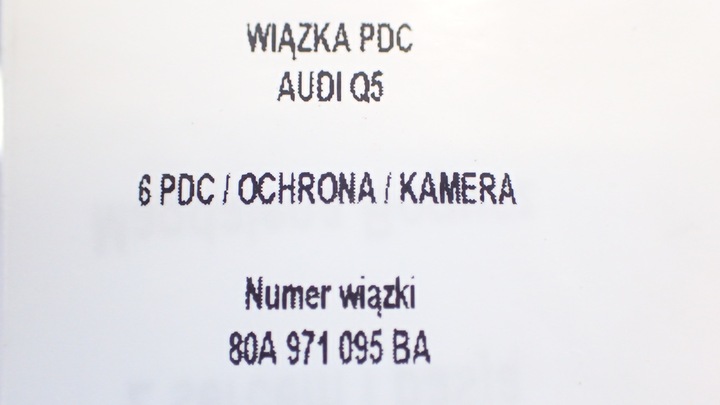 WIĄZKA PDC
AUDI Q5
6 PDC / OCHRONA / KAMERA
Numer wiązki
80A 971 095 BA